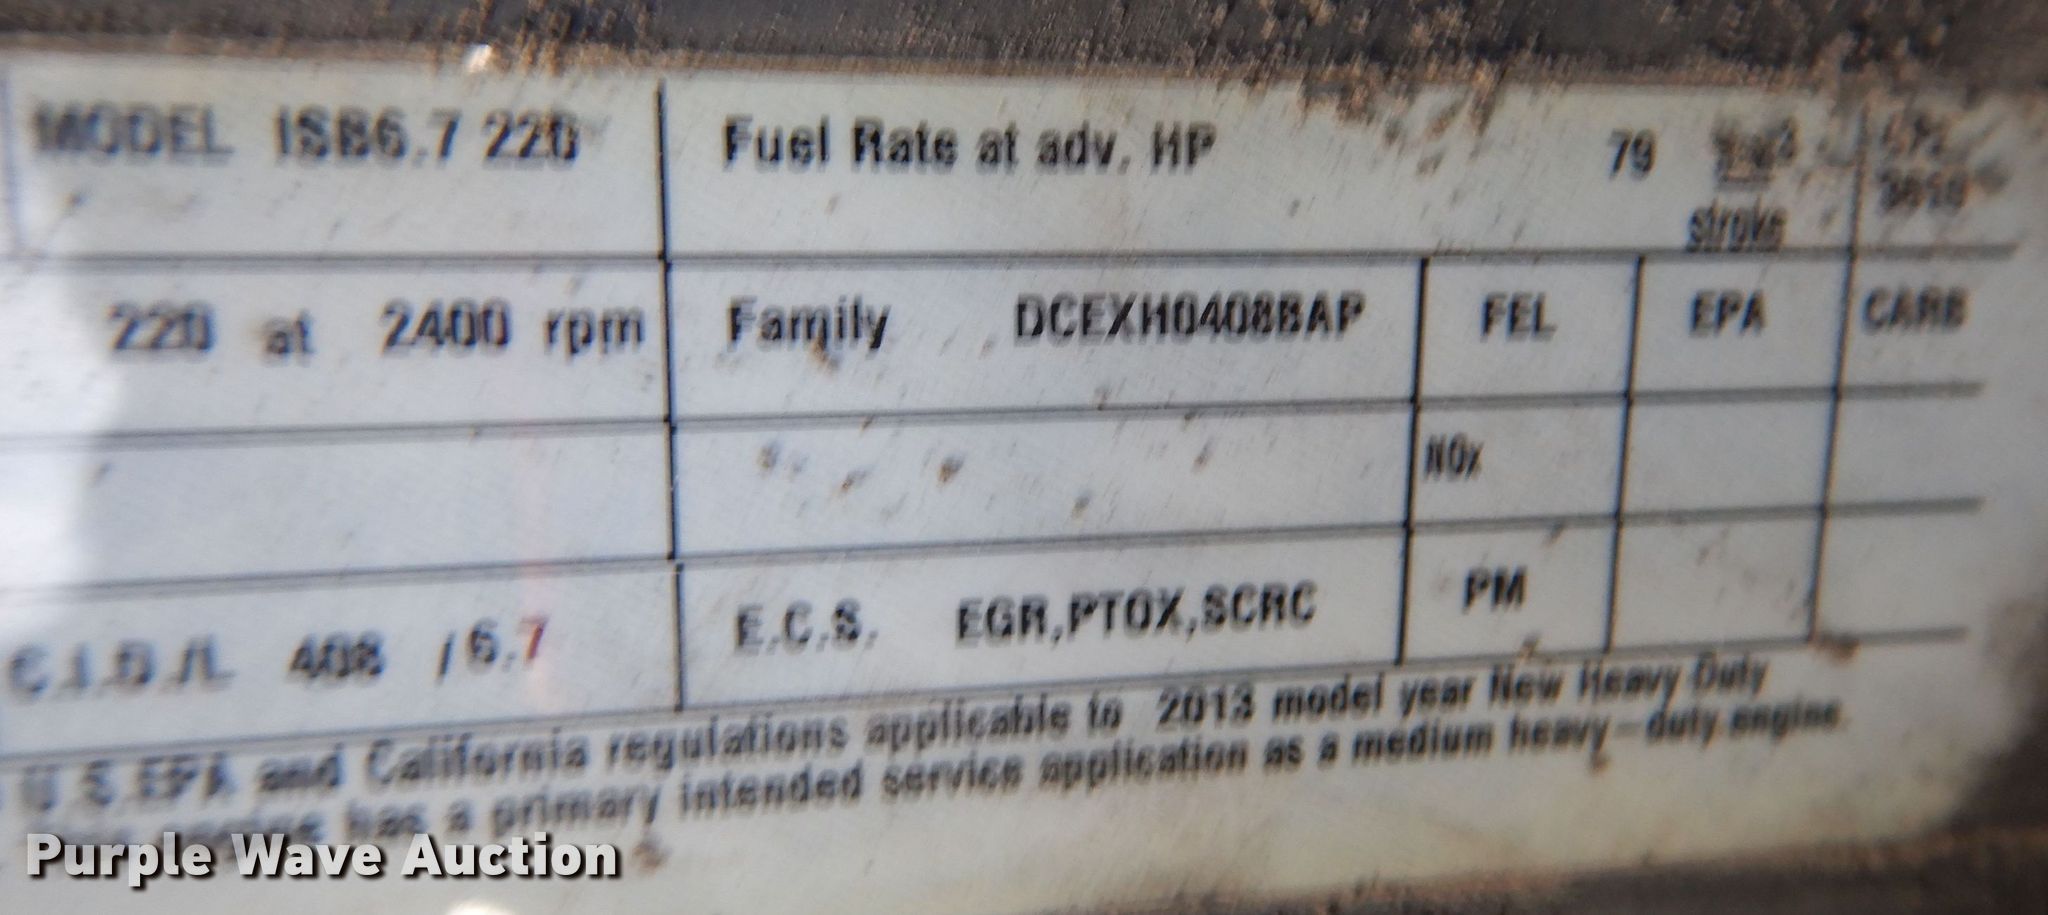 MODEL ISB6.7 220
Fuel Rate at adv. HP 79
stroke
220 at 2400 rpm
Family DCEXH0408BAP
FEL EPA CARB
NOx
C.I.D./L 408 / 6.7
E.C.S. EGR,PTOX,SCRC
PM
U.S.EPA and California regulations applicable to 2013 model year New Heavy Duty
engine has a primary intended service application as a medium heavy-duty engine.
Purple Wave Auction